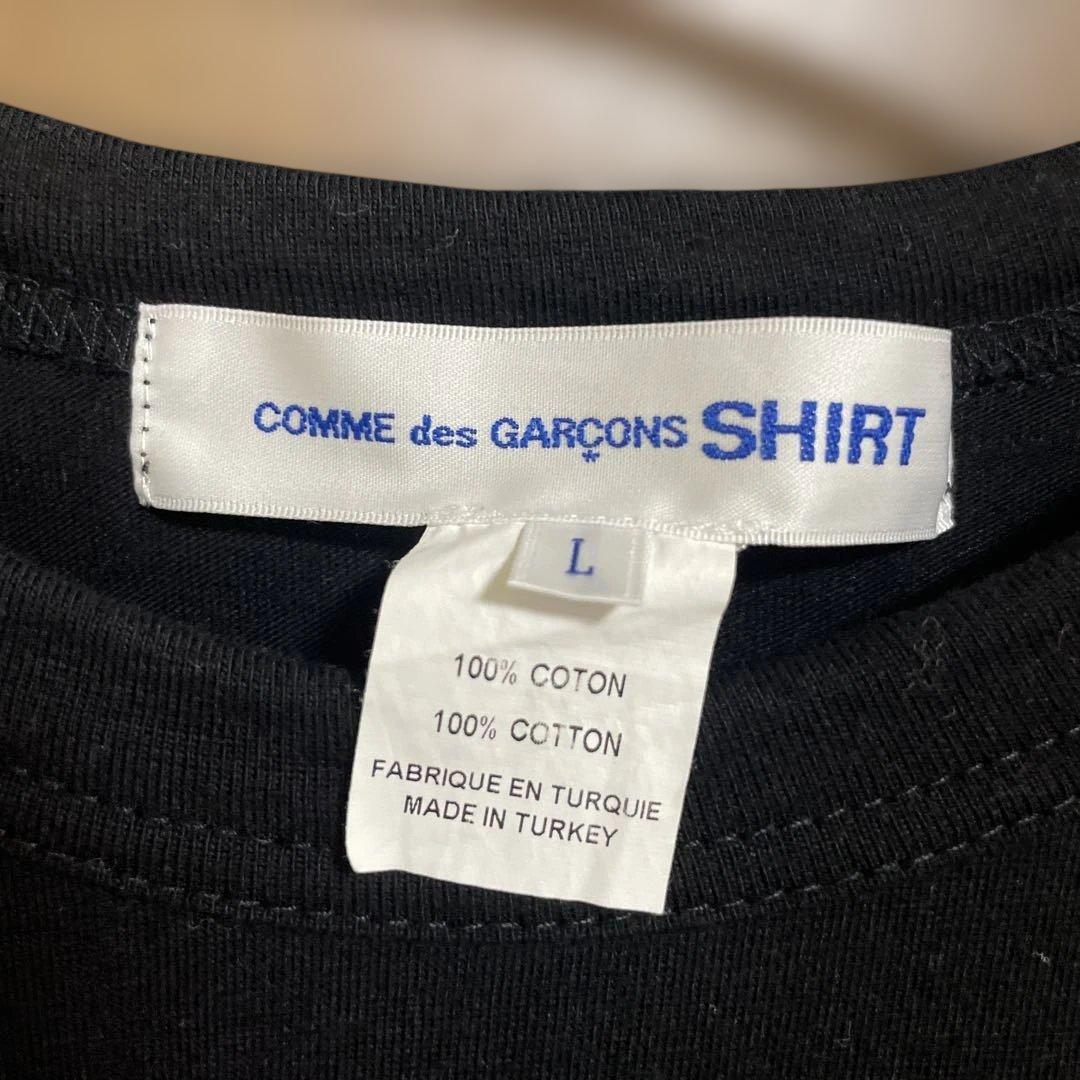 COMME des GARÇONS SHIRT
*
L
100% COTON
100% COTTON
FABRIQUE EN TURQUIE
MADE IN TURKEY